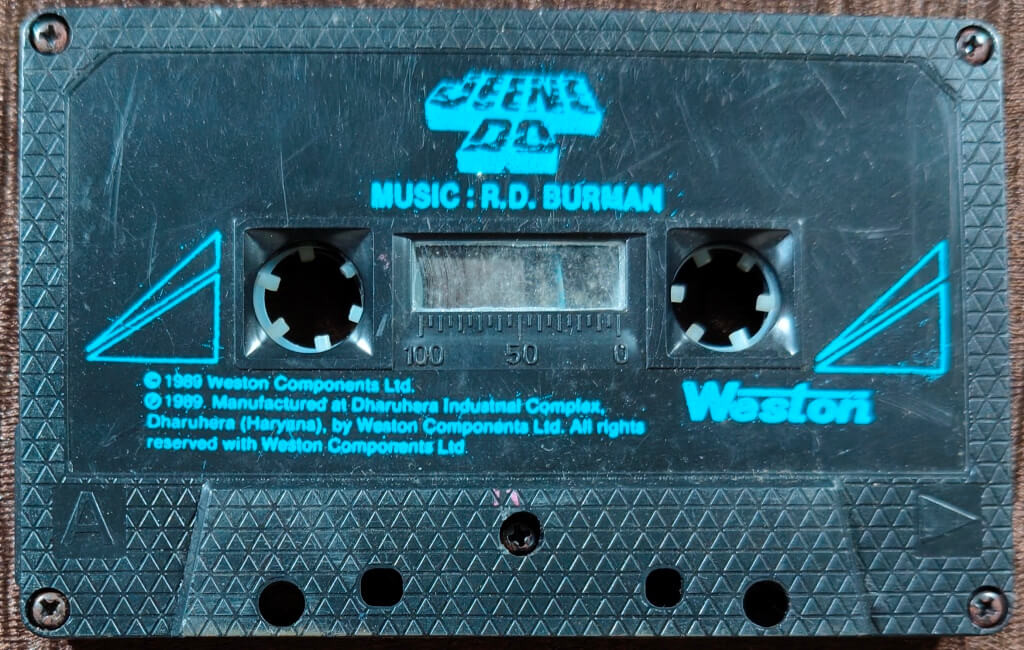 JEENE
DO
MUSIC : R.D. BURMAN
100 50 0
© 1989 Weston Components Ltd.
℗ 1989. Manufactured at Dharuhera Industrial Complex,
Dharuhera (Haryana), by Weston Components Ltd. All rights
reserved with Weston Components Ltd
Weston
A